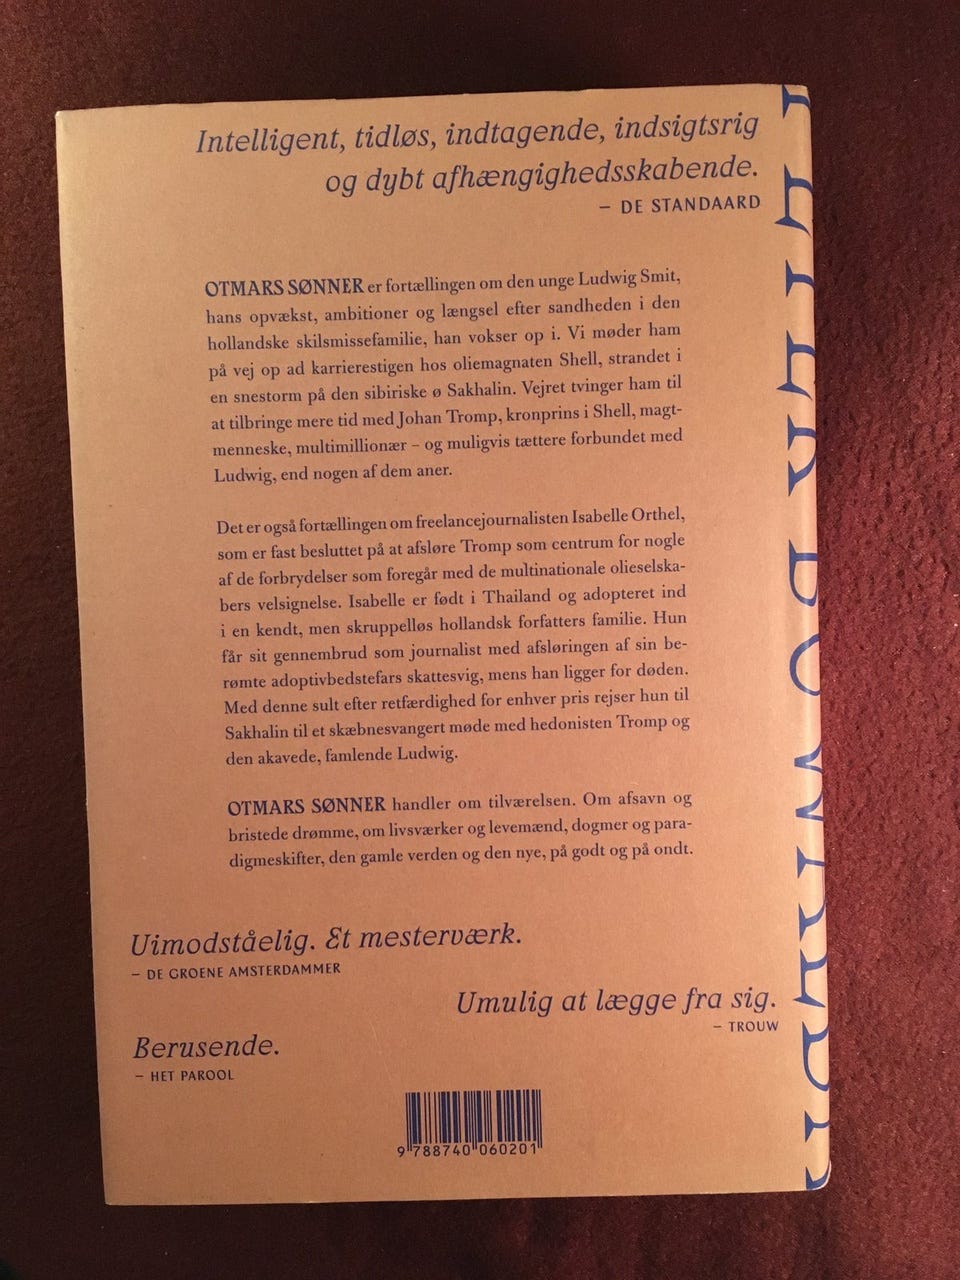 Intelligent, tidløs, indtagende, indsigtsrig
og dybt afhængighedsskabende.
– DE STANDAARD
OTMARS SØNNER er fortællingen om den unge Ludwig Smit,
hans opvækst, ambitioner og længsel efter sandheden i den
hollandske skilsmissefamilie, han vokser op i. Vi møder ham
på vej op ad karrierestigen hos oliemagnaten Shell, strandet i
en snestorm på den sibiriske ø Sakhalin. Vejret tvinger ham til
at tilbringe mere tid med Johan Tromp, kronprins i Shell, magt-
menneske, multimillionær – og muligvis tættere forbundet med
Ludwig, end nogen af dem aner.
Det er også fortællingen om freelancejournalisten Isabelle Orthel,
som er fast besluttet på at afsløre Tromp som centrum for nogle
af de forbrydelser som foregår med de multinationale olieselska-
bers velsignelse. Isabelle er født i Thailand og adopteret ind
i en kendt, men skruppelløs hollandsk forfatters familie. Hun
får sit gennembrud som journalist med afsløringen af sin be-
rømte adoptivbedstefars skattesvig, mens han ligger for døden.
Med denne sult efter retfærdighed for enhver pris rejser hun til
Sakhalin til et skæbnesvangert møde med hedonisten Tromp og
den akavede, famlende Ludwig.
OTMARS SØNNER handler om tilværelsen. Om afsavn og
bristede drømme, om livsværker og levemænd, dogmer og para-
digmeskifter, den gamle verden og den nye, på godt og på ondt.
Uimodståelig. Et mesterværk.
– DE GROENE AMSTERDAMMER
Umulig at lægge fra sig.
– TROUW
Berusende.
– HET PAROOL
9 788740 060201